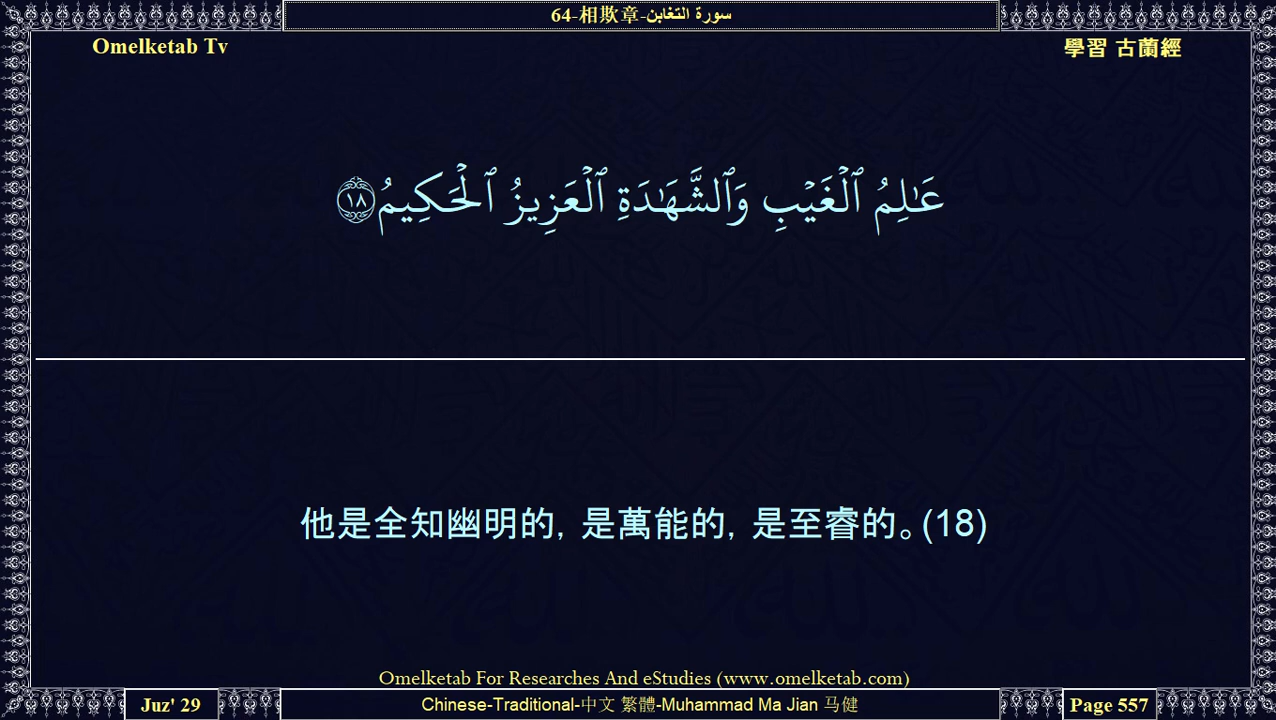 64-相欺章-سورة التغابن
Omelketab Tv
學習 古蘭經
عَـٰلِمُ ٱلْغَيْبِ وَٱلشَّهَـٰدَةِ ٱلْعَزِيزُ ٱلْحَكِيمُ ١٨
他是全知幽明的，是萬能的，是至睿的。(18)
Omelketab For Researches And eStudies (www.omelketab.com)
Juz' 29
Chinese-Traditional-中文 繁體-Muhammad Ma Jian 马健
Page 557